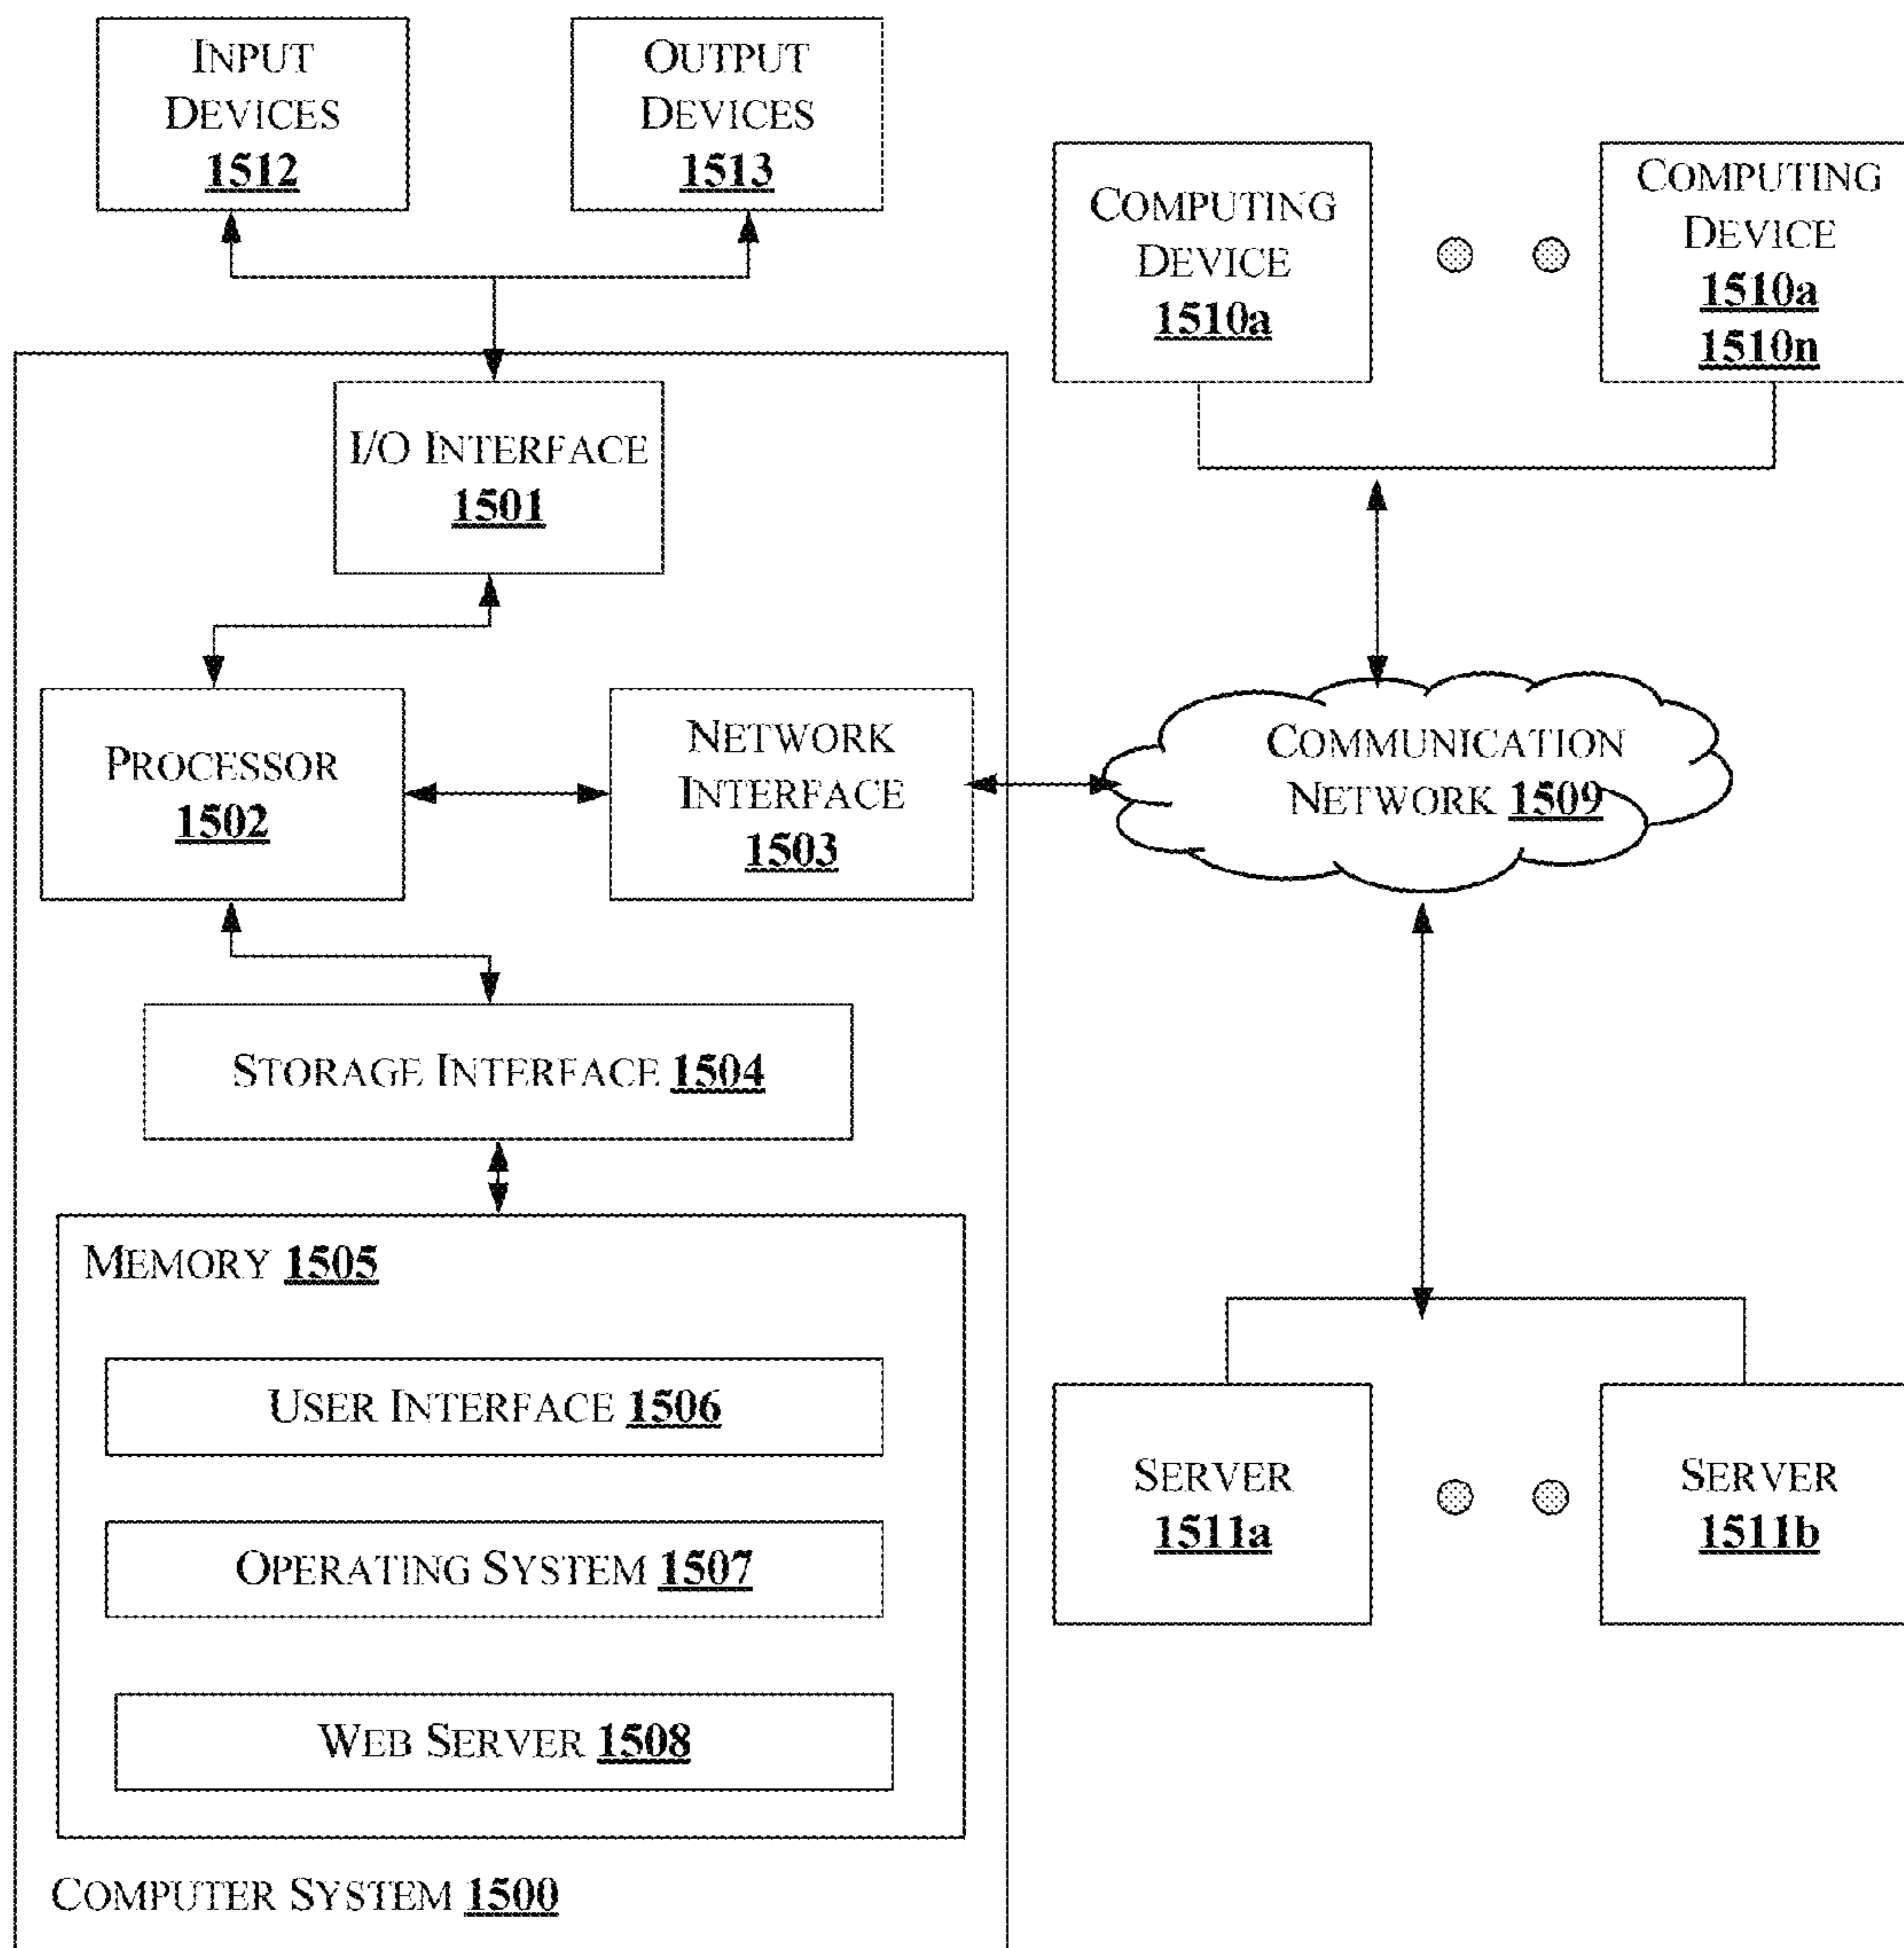 INPUT
DEVICES
1512
OUTPUT
DEVICES
1513
COMPUTING
DEVICE
1510a
COMPUTING
DEVICE
1510a
1510n
I/O INTERFACE
1501
PROCESSOR
1502
NETWORK
INTERFACE
1503
COMMUNICATION
NETWORK 1509
STORAGE INTERFACE 1504
MEMORY 1505
USER INTERFACE 1506
OPERATING SYSTEM 1507
WEB SERVER 1508
SERVER
1511a
SERVER
1511b
COMPUTER SYSTEM 1500